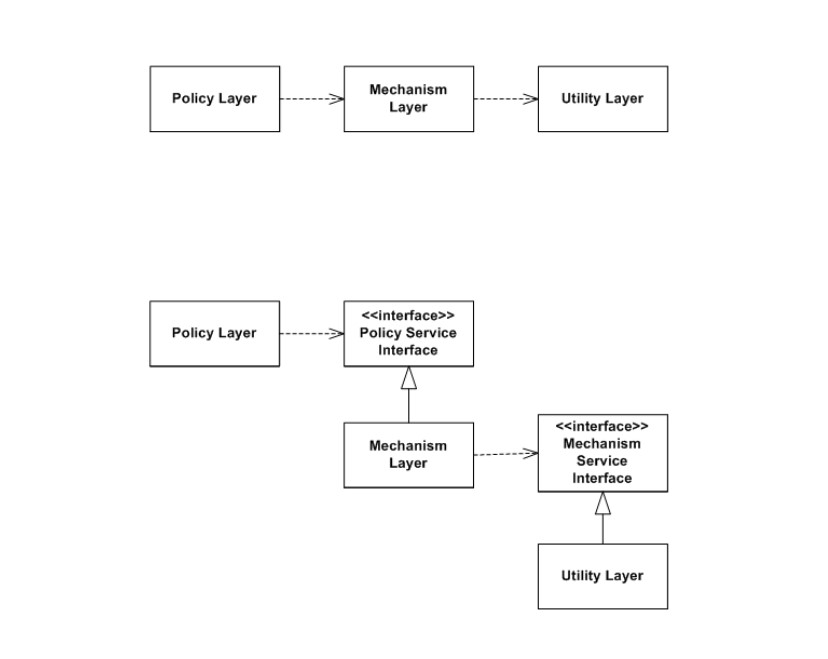 Policy Layer
Mechanism
Layer
Utility Layer
Policy Layer
<<interface>>
Policy Service
Interface
Mechanism
Layer
<<interface>>
Mechanism
Service
Interface
Utility Layer